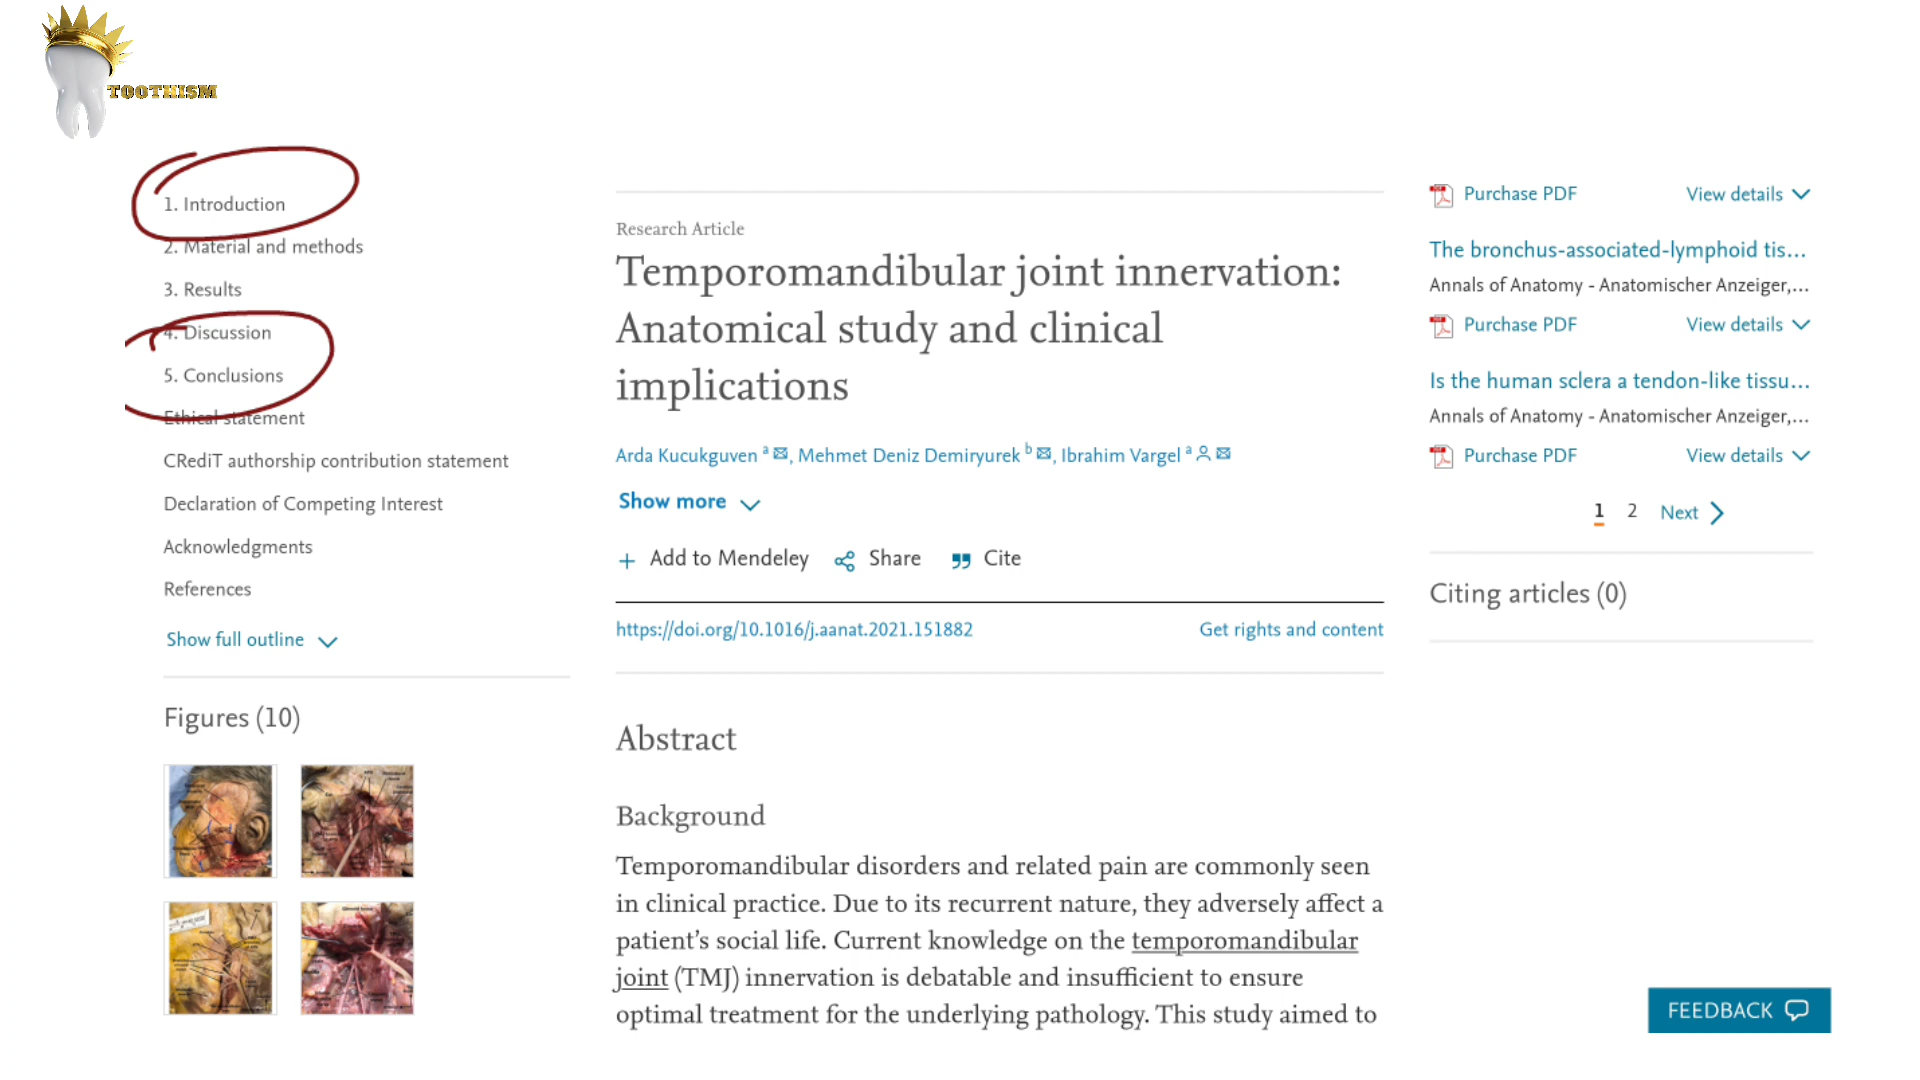 TOOTHISM
1. Introduction
2. Material and methods
3. Results
4. Discussion
5. Conclusions
Ethical statement
CRediT authorship contribution statement
Declaration of Competing Interest
Acknowledgments
References
Show full outline
Figures (10)
Research Article
Temporomandibular joint innervation:
Anatomical study and clinical
implications
Arda Kucukguven a, Mehmet Deniz Demiryurek b, Ibrahim Vargel a
Show more
Add to Mendeley Share Cite
https://doi.org/10.1016/j.aanat.2021.151882 Get rights and content
Abstract
Background
Temporomandibular disorders and related pain are commonly seen
in clinical practice. Due to its recurrent nature, they adversely affect a
patient's social life. Current knowledge on the temporomandibular
joint (TMJ) innervation is debatable and insufficient to ensure
optimal treatment for the underlying pathology. This study aimed to
Purchase PDF View details
The bronchus-associated-lymphoid tis...
Annals of Anatomy - Anatomischer Anzeiger,...
Purchase PDF View details
Is the human sclera a tendon-like tissu...
Annals of Anatomy - Anatomischer Anzeiger,...
Purchase PDF View details
1 2 Next
Citing articles (0)
FEEDBACK